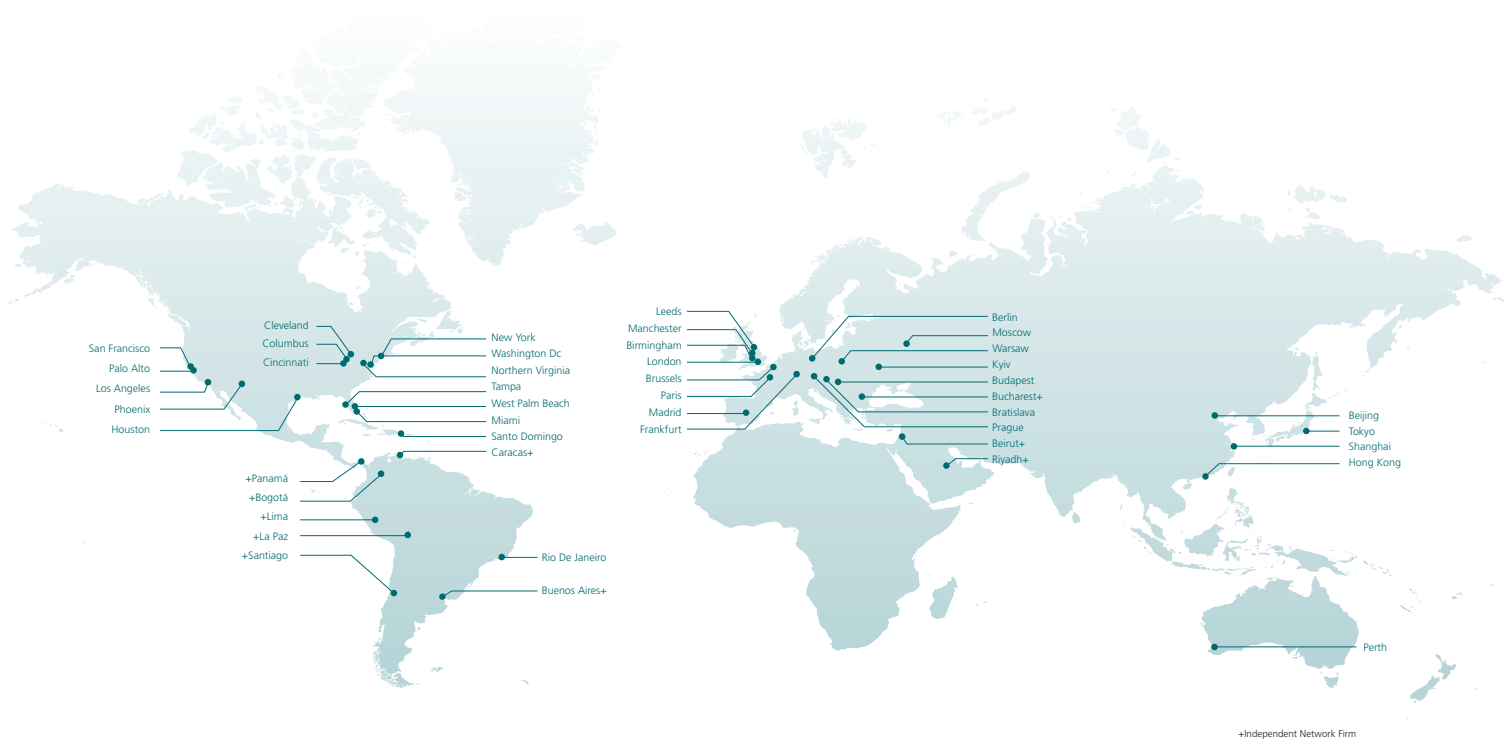 San Francisco
Palo Alto
Los Angeles
Phoenix
Houston
Cleveland
Columbus
Cincinnati
New York
Washington Dc
Northern Virginia
Tampa
West Palm Beach
Miami
Santo Domingo
Caracas+
+Panamá
+Bogotá
+Lima
+La Paz
+Santiago
Rio De Janeiro
Buenos Aires+
Leeds
Manchester
Birmingham
London
Brussels
Paris
Madrid
Frankfurt
Berlin
Moscow
Warsaw
Kyiv
Budapest
Bucharest+
Bratislava
Prague
Beirut+
Riyadh+
Beijing
Tokyo
Shanghai
Hong Kong
Perth
+Independent Network Firm